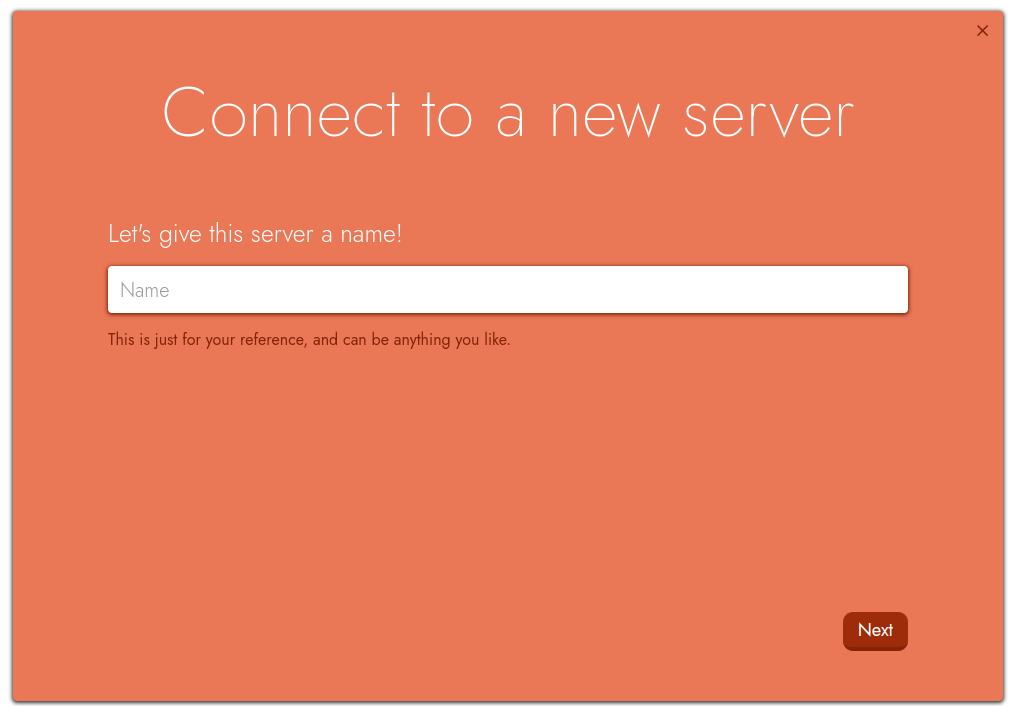 Connect to a new server
Let's give this server a name!
Name
This is just for your reference, and can be anything you like.
Next